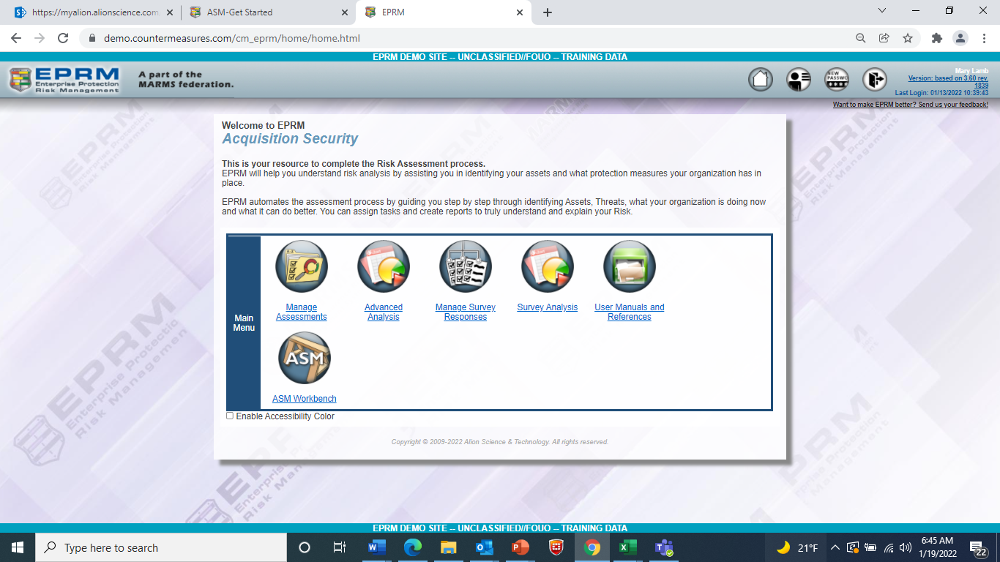 https://myalion.alionscience.com
ASM-Get Started
EPRM
demo.countermeasures.com/cm_eprm/home/home.html
EPRM DEMO SITE -- UNCLASSIFIED//FOUO -- TRAINING DATA
EPRM
Enterprise Protection
Risk Management
A part of the
MARMS federation.
NEW
PASSWD
Mary Lamb
Version: based on 3.60 rev.
1839
Last Login: 01/13/2022 10:39:43
Want to make EPRM better? Send us your feedback!
Welcome to EPRM
Acquisition Security
This is your resource to complete the Risk Assessment process.
EPRM will help you understand risk analysis by assisting you in identifying your assets and what protection measures your organization has in
place.
EPRM automates the assessment process by guiding you step by step through identifying Assets, Threats, what your organization is doing now
and what it can do better. You can assign tasks and create reports to truly understand and explain your Risk.
Main
Menu
A-Z
Manage
Assessments
Advanced
Analysis
Manage Survey
Responses
Survey Analysis
User Manuals and
References
ASM
ASM Workbench
Enable Accessibility Color
Copyright © 2009-2022 Alion Science & Technology. All rights reserved.
EPRM DEMO SITE -- UNCLASSIFIED//FOUO -- TRAINING DATA
Type here to search
21°F
6:45 AM
1/19/2022
22